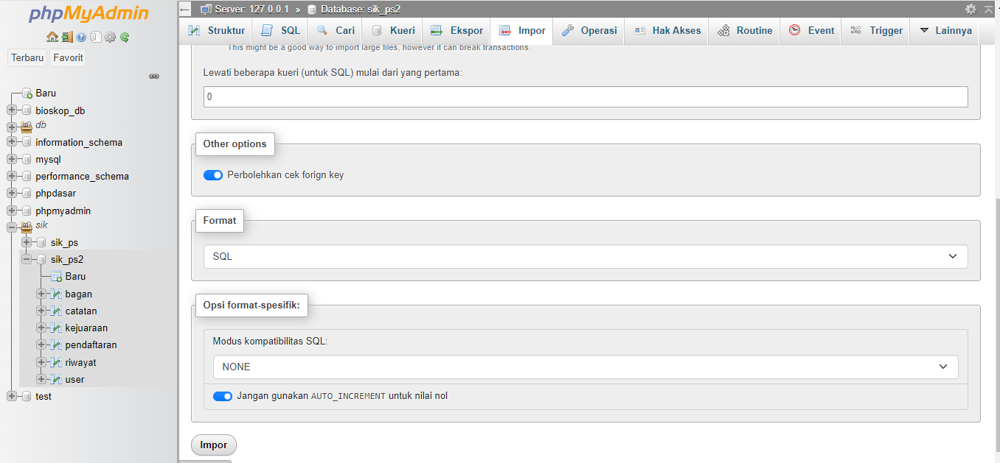 phpMyAdmin
Terbaru Favorit
Baru
bioskop_db
db
information_schema
mysql
performance_schema
phpdasar
phpmyadmin
sik
sik_ps
sik_ps2
Baru
bagan
catatan
kejuaraan
pendaftaran
riwayat
user
test
Server: 127.0.0.1 » Database: sik_ps2
Struktur SQL Cari Kueri Ekspor Impor Operasi Hak Akses Routine Event Trigger Lainnya
This might be a good way to import large files, however it can break transactions.
Lewati beberapa kueri (untuk SQL) mulai dari yang pertama:
0
Other options
Perbolehkan cek forign key
Format
SQL
Opsi format-spesifik:
Modus kompatibilitas SQL:
NONE
Jangan gunakan AUTO_INCREMENT untuk nilai nol
Impor